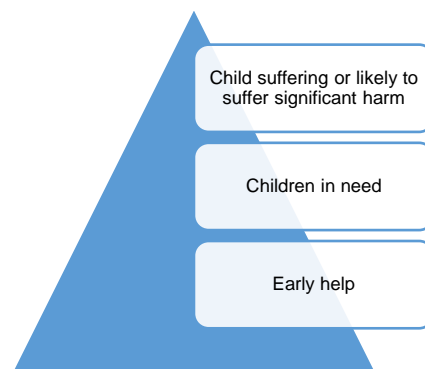 Child suffering or likely to
suffer significant harm
Children in need
Early help